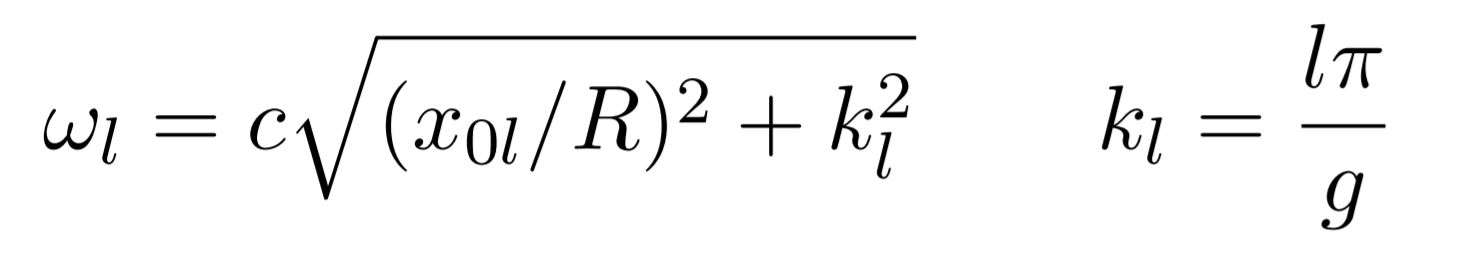 ω_l = c√((x_{0l}/R)^2 + k_l^2)    k_l = lπ/g